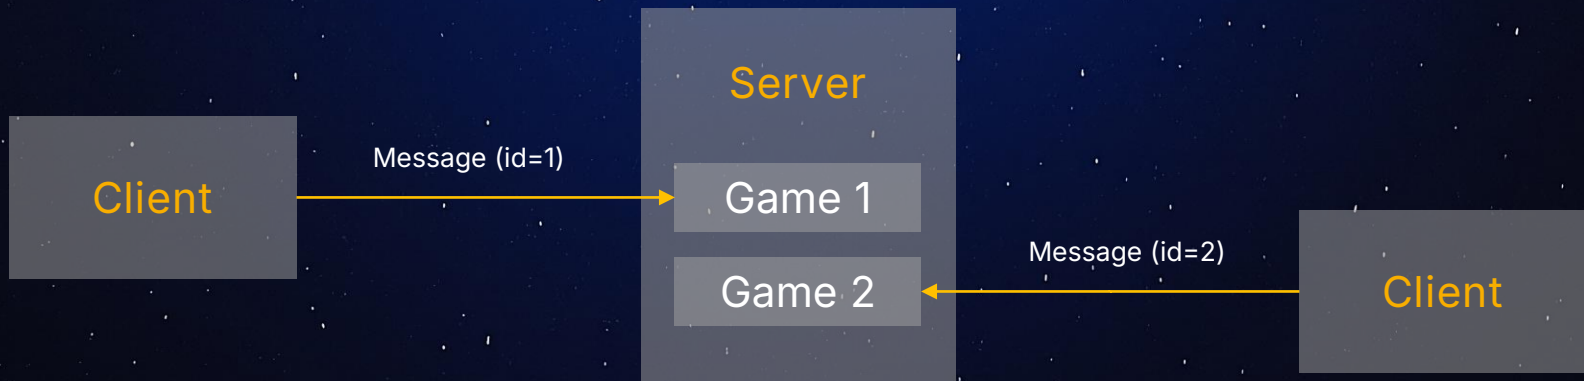 Server
Message (id=1)
Client
Game 1
Message (id=2)
Game 2
Client